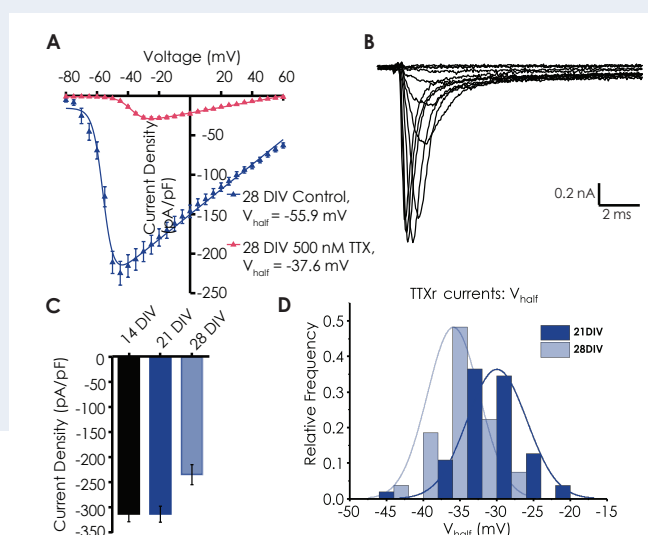 A
Voltage (mV)
-80 -60 -40 -20 20 40 60
-50
-100
-150
-200
-250
Current Density
(pA/pF)
28 DIV Control,
Vhalf = -55.9 mV
28 DIV 500 nM TTX,
Vhalf = -37.6 mV
B
0.2 nA
2 ms
C
14 DIV
21 DIV
28 DIV
0
-50
-100
-150
-200
-250
-300
-350
Current Density (pA/pF)
D
TTXr currents: Vhalf
21DIV
28DIV
0.5
0.4
0.3
0.2
0.1
0.0
Relative Frequency
-50 -45 -40 -35 -30 -25 -20 -15
Vhalf (mV)